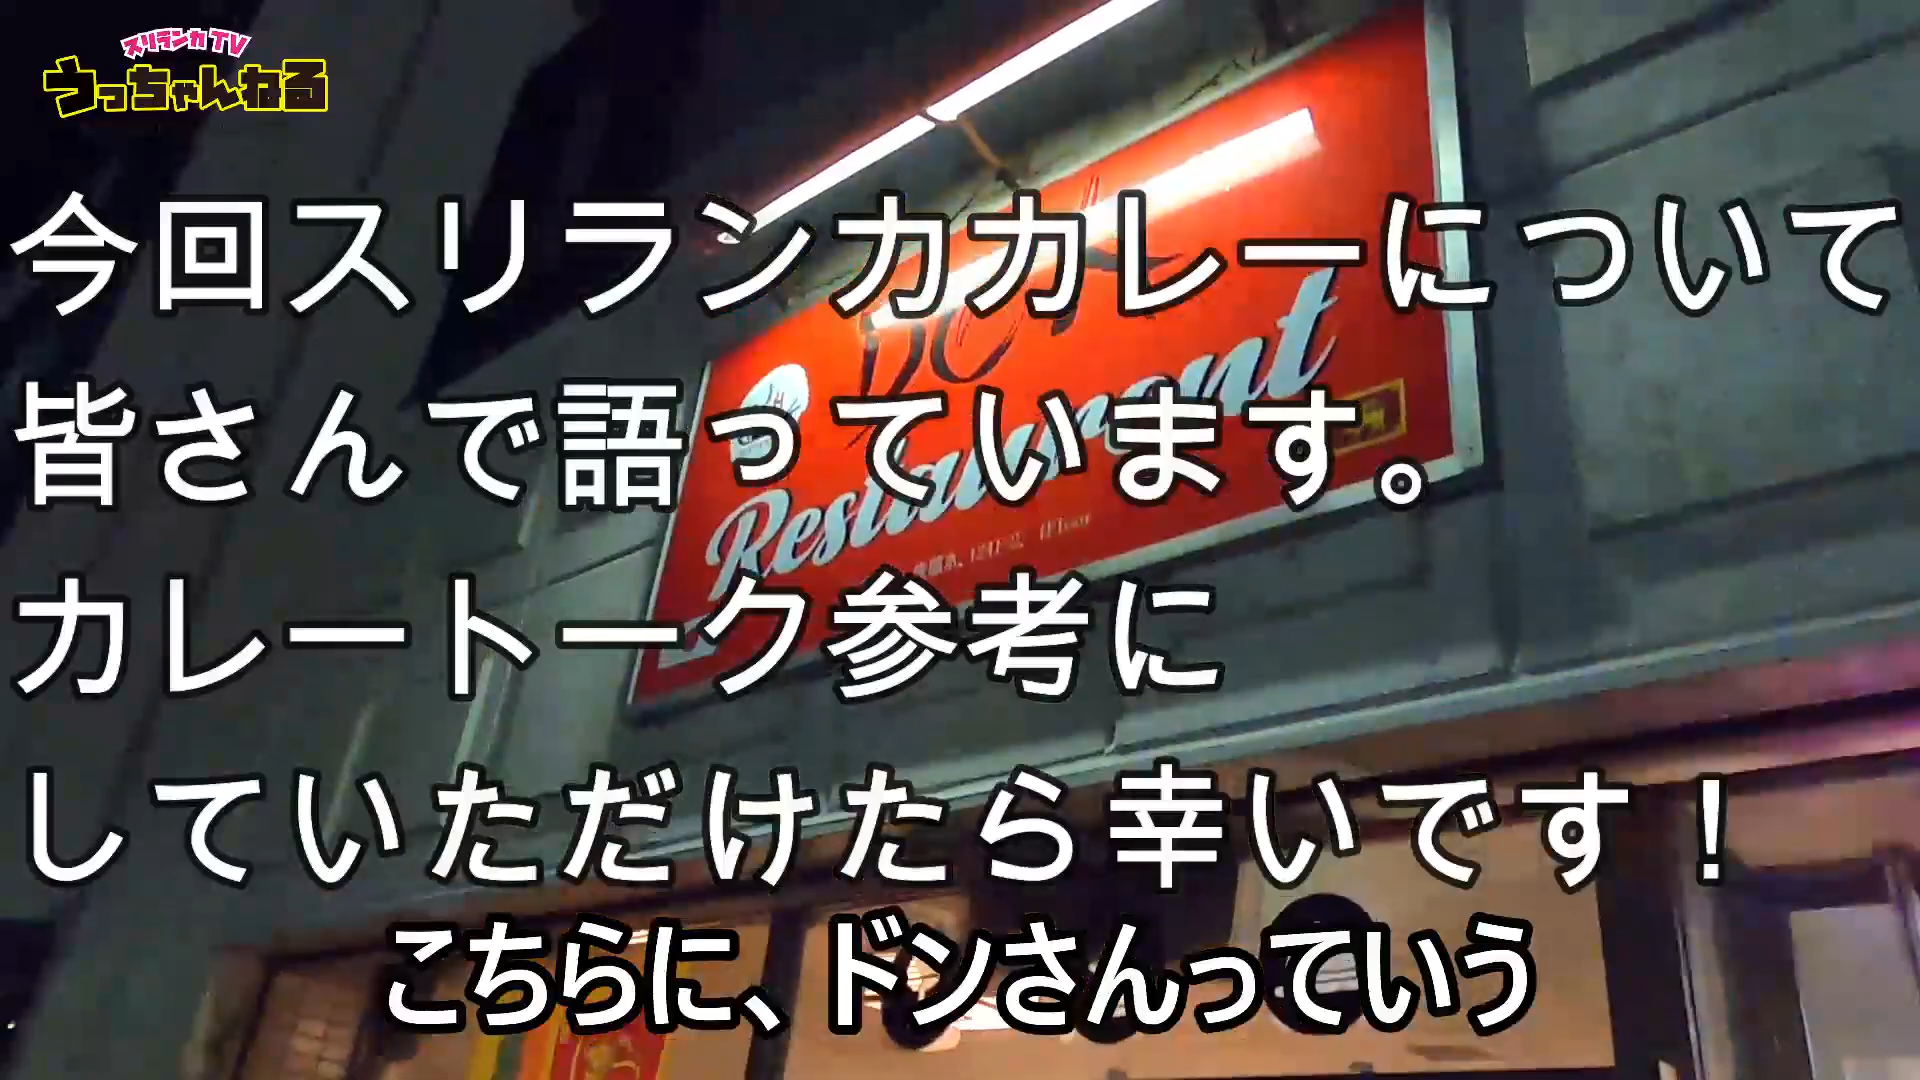 スリランカTV
うっちゃんねる
今回スリランカカレーについて
皆さんで語っています。
カレートーク参考に
していただけたら幸いです！
Restaurant
こちらに、ドンさんっていう